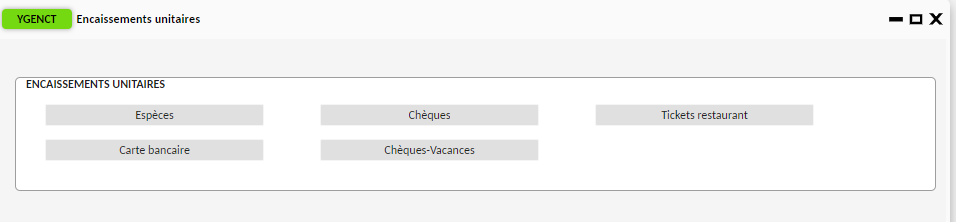 YGENCT Encaissements unitaires
ENCAISSEMENTS UNITAIRES
Espèces Chèques Tickets restaurant
Carte bancaire Chèques-Vacances